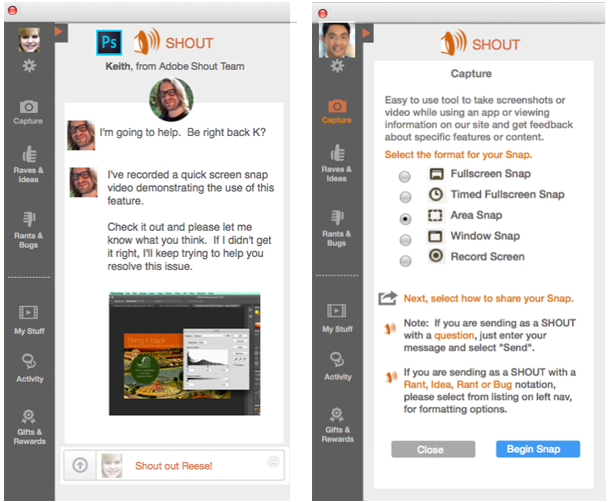 Ps
SHOUT
Keith, from Adobe Shout Team
Capture
Raves &
Ideas
Rants &
Bugs
My Stuff
Activity
Gifts &
Rewards
I'm going to help. Be right back K?
I've recorded a quick screen snap
video demonstrating the use of this
feature.
Check it out and please let me
know what you think. If I didn't get
it right, I'll keep trying to help you
resolve this issue.
Bring it back
Shout out Reese!
SHOUT
Capture
Raves &
Ideas
Rants &
Bugs
My Stuff
Activity
Gifts &
Rewards
Capture
Easy to use tool to take screenshots or
video while using an app or viewing
information on our site and get feedback
about specific features or content.
Select the format for your Snap.
Fullscreen Snap
Timed Fullscreen Snap
Area Snap
Window Snap
Record Screen
Next, select how to share your Snap.
Note: If you are sending as a SHOUT
with a question, just enter your
message and select "Send".
If you are sending as a SHOUT with a
Rant, Idea, Rant or Bug notation,
please select from listing on left nav,
for formatting options.
Close
Begin Snap